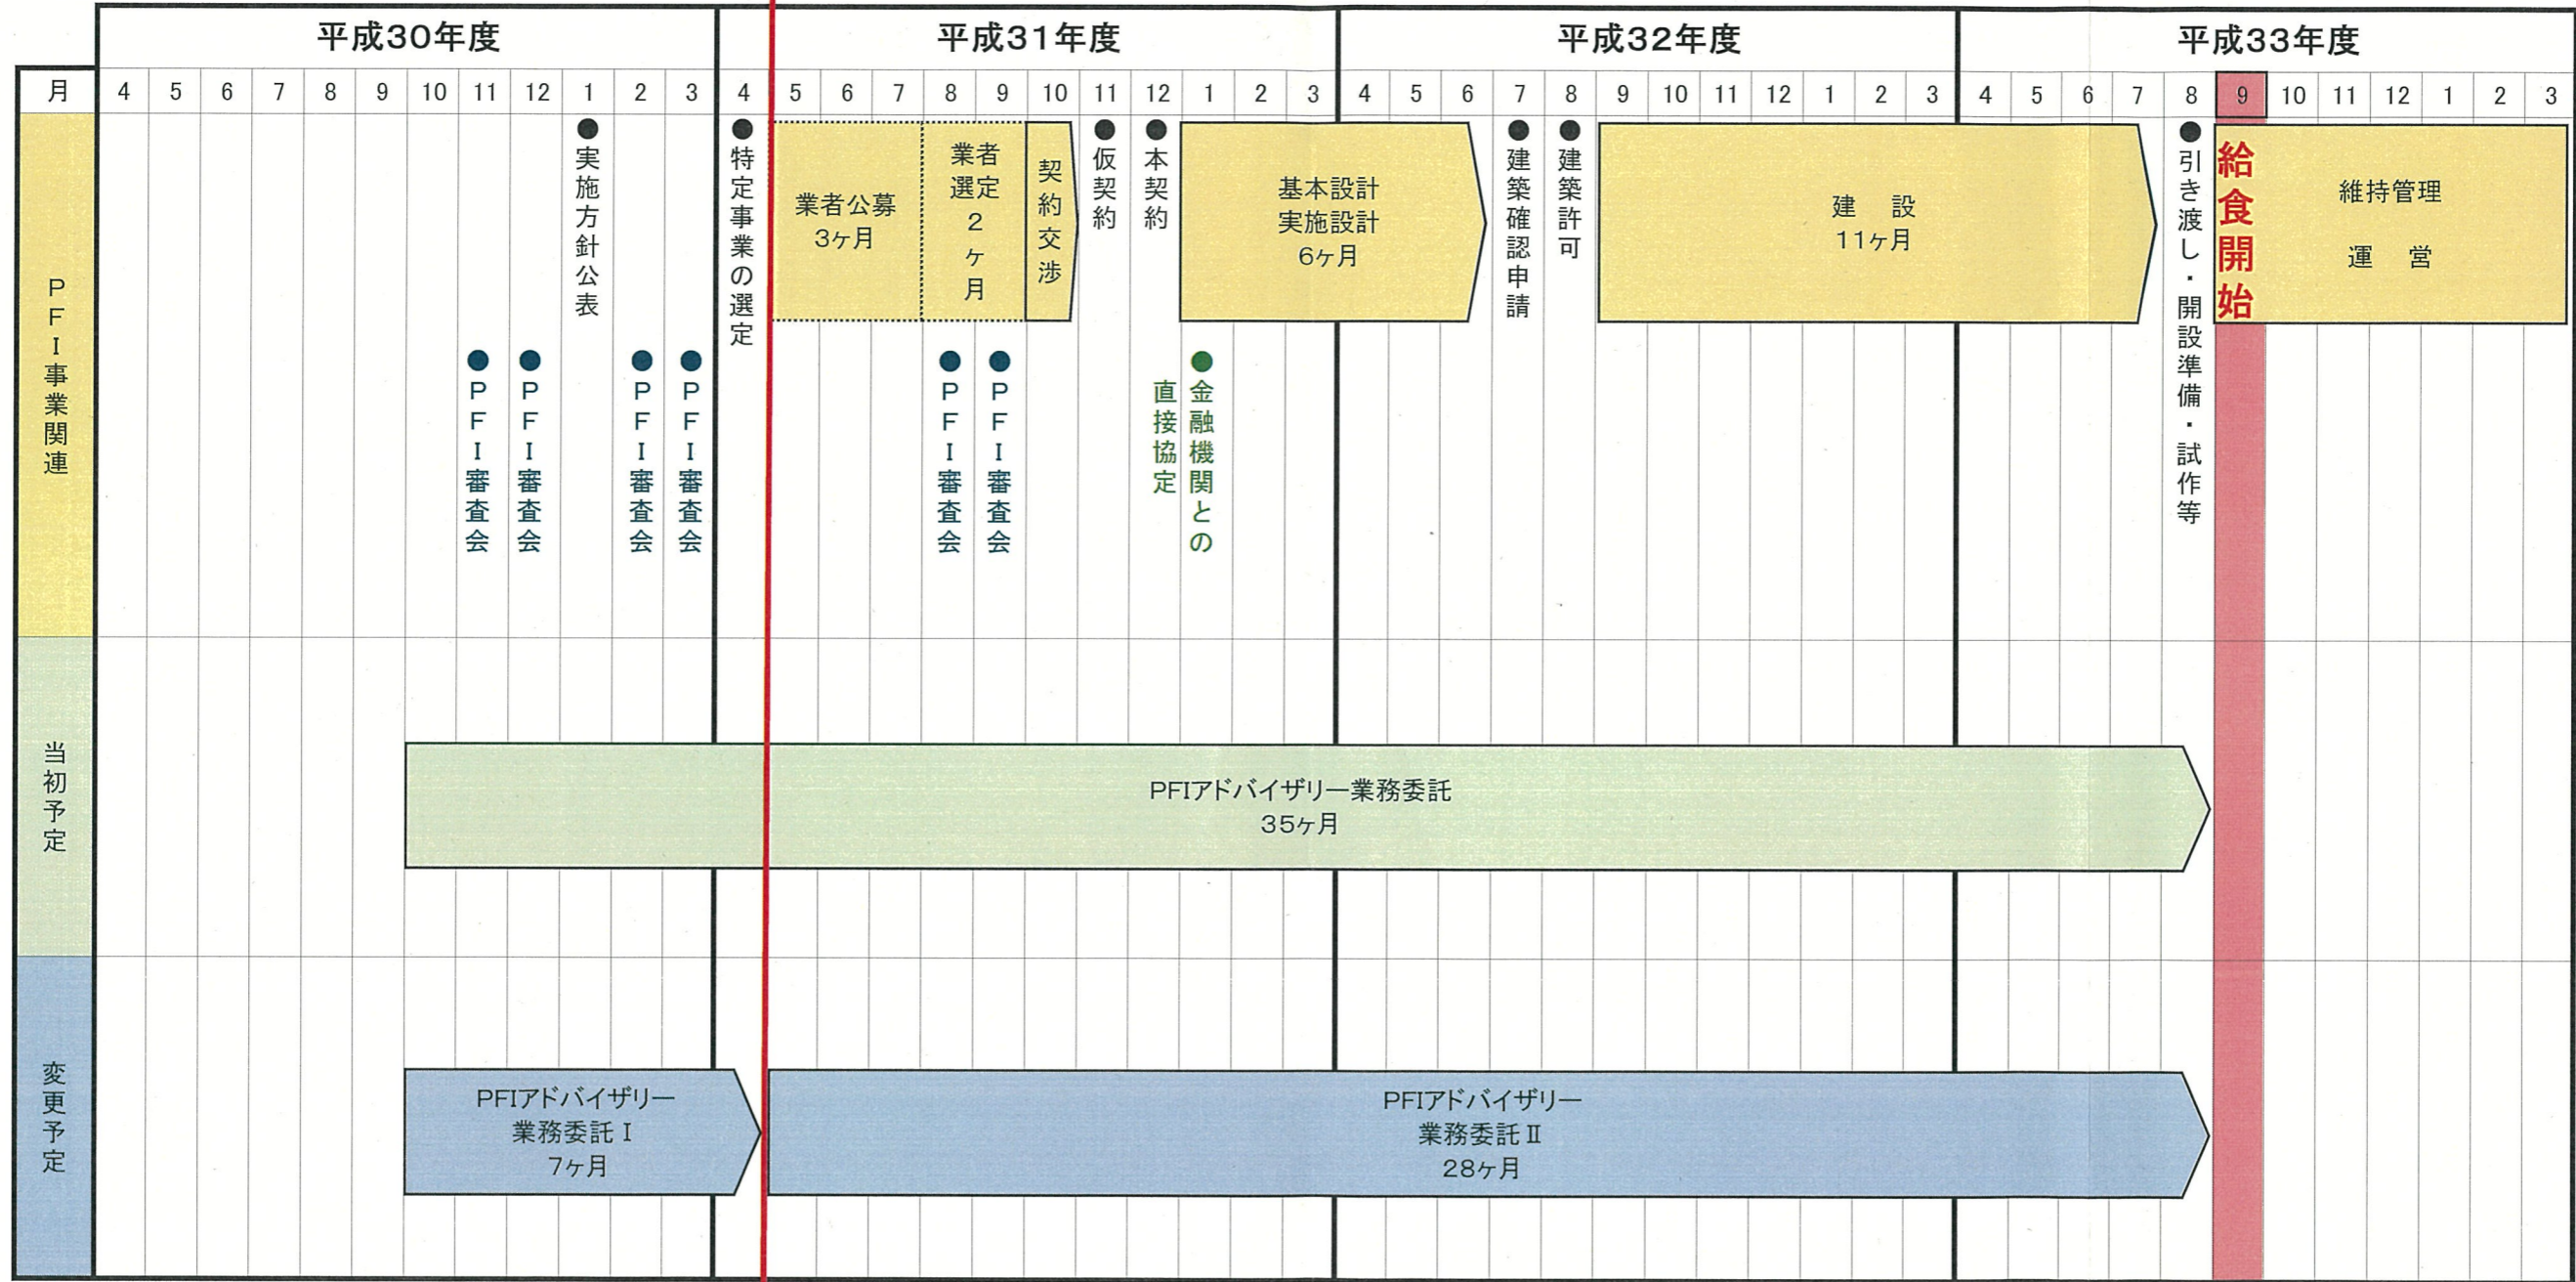 平成30年度 平成31年度 平成32年度 平成33年度
月 4 5 6 7 8 9 10 11 12 1 2 3 4 5 6 7 8 9 10 11 12 1 2 3 4 5 6 7 8 9 10 11 12 1 2 3 4 5 6 7 8 9 10 11 12 1 2 3
PFI事業関連
実施方針公表
特定事業の選定
業者公募
3ヶ月
業者
選定
2
ヶ
月
契約交渉
仮契約
本契約
基本設計
実施設計
6ヶ月
建築確認申請
建築許可
建 設
11ヶ月
引き渡し・開設準備・試作等
給食開始
維持管理
運 営
PFI審査会
PFI審査会
PFI審査会
PFI審査会
PFI審査会
PFI審査会
金融機関との
直接協定
当初予定
PFIアドバイザリー業務委託
35ヶ月
変更予定
PFIアドバイザリー
業務委託Ⅰ
7ヶ月
PFIアドバイザリー
業務委託Ⅱ
28ヶ月